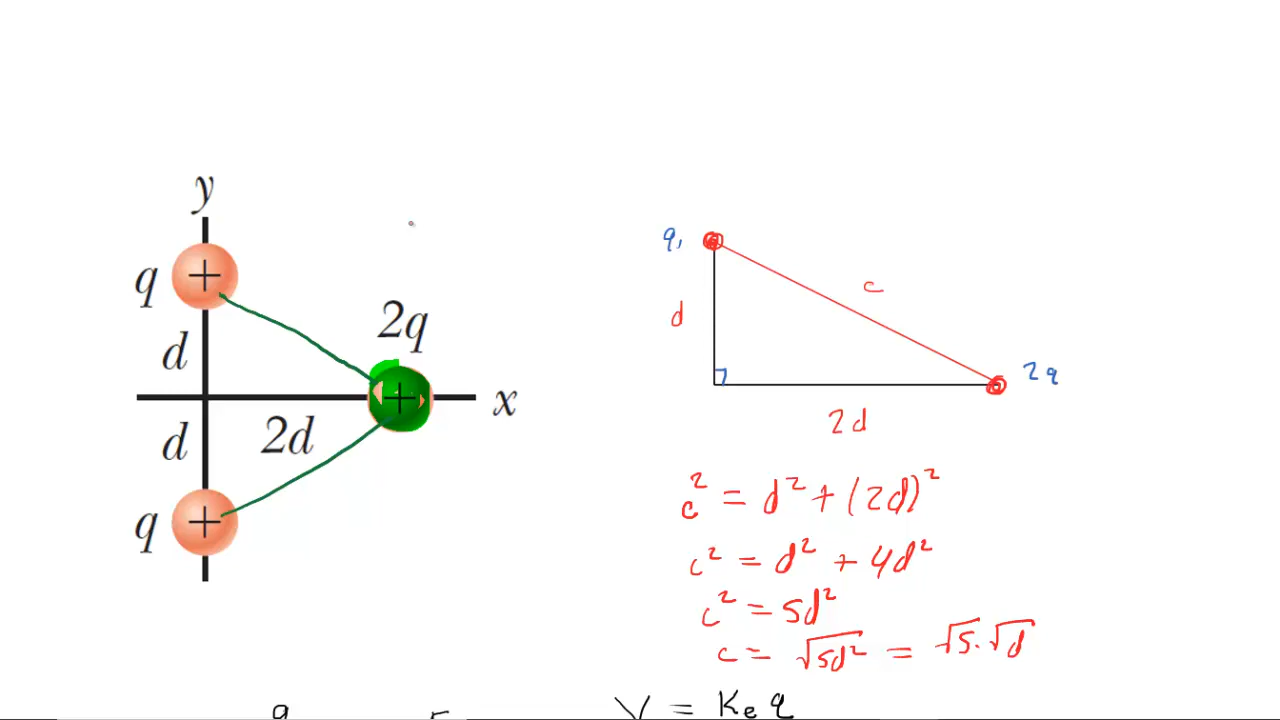 y
q +
d
2q
+
x
d
2d
q +
q₁
c
d
2q
2d
c² = d² + (2d)²
c² = d² + 4d²
c² = 5d²
c = √5d² = √5·√d
V = Ke q